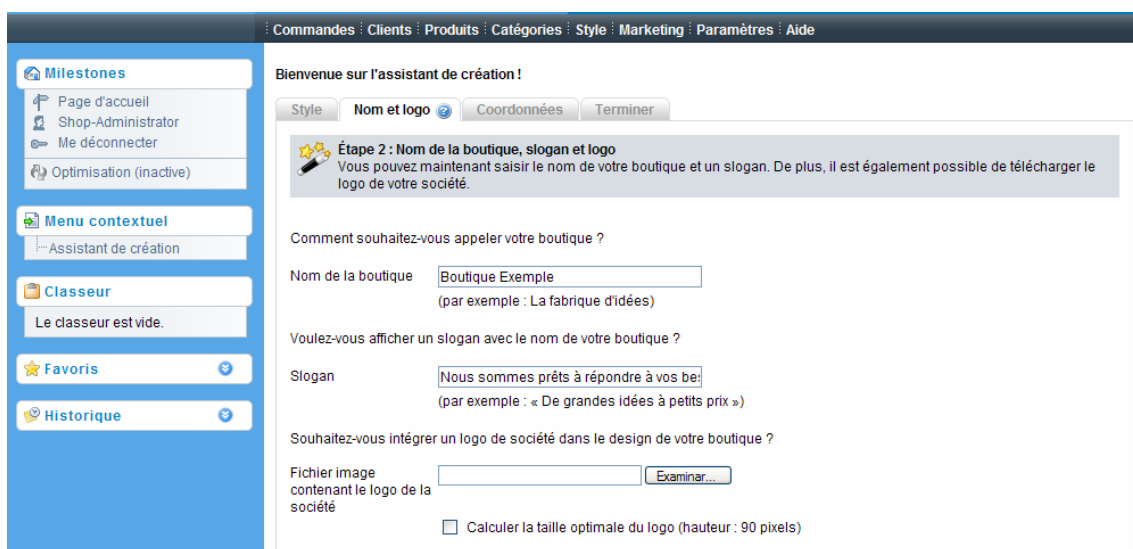 Commandes Clients Produits Catégories Style Marketing Paramètres Aide
Milestones
Page d'accueil
Shop-Administrator
Me déconnecter
Optimisation (inactive)
Menu contextuel
Assistant de création
Classeur
Le classeur est vide.
Favoris
Historique
Bienvenue sur l'assistant de création !
Style Nom et logo ? Coordonnées Terminer
Étape 2 : Nom de la boutique, slogan et logo
Vous pouvez maintenant saisir le nom de votre boutique et un slogan. De plus, il est également possible de télécharger le
logo de votre société.
Comment souhaitez-vous appeler votre boutique ?
Nom de la boutique Boutique Exemple
(par exemple : La fabrique d'idées)
Voulez-vous afficher un slogan avec le nom de votre boutique ?
Slogan Nous sommes prêts à répondre à vos bes
(par exemple : « De grandes idées à petits prix »)
Souhaitez-vous intégrer un logo de société dans le design de votre boutique ?
Fichier image
contenant le logo de la
société
Examinar...
Calculer la taille optimale du logo (hauteur : 90 pixels)